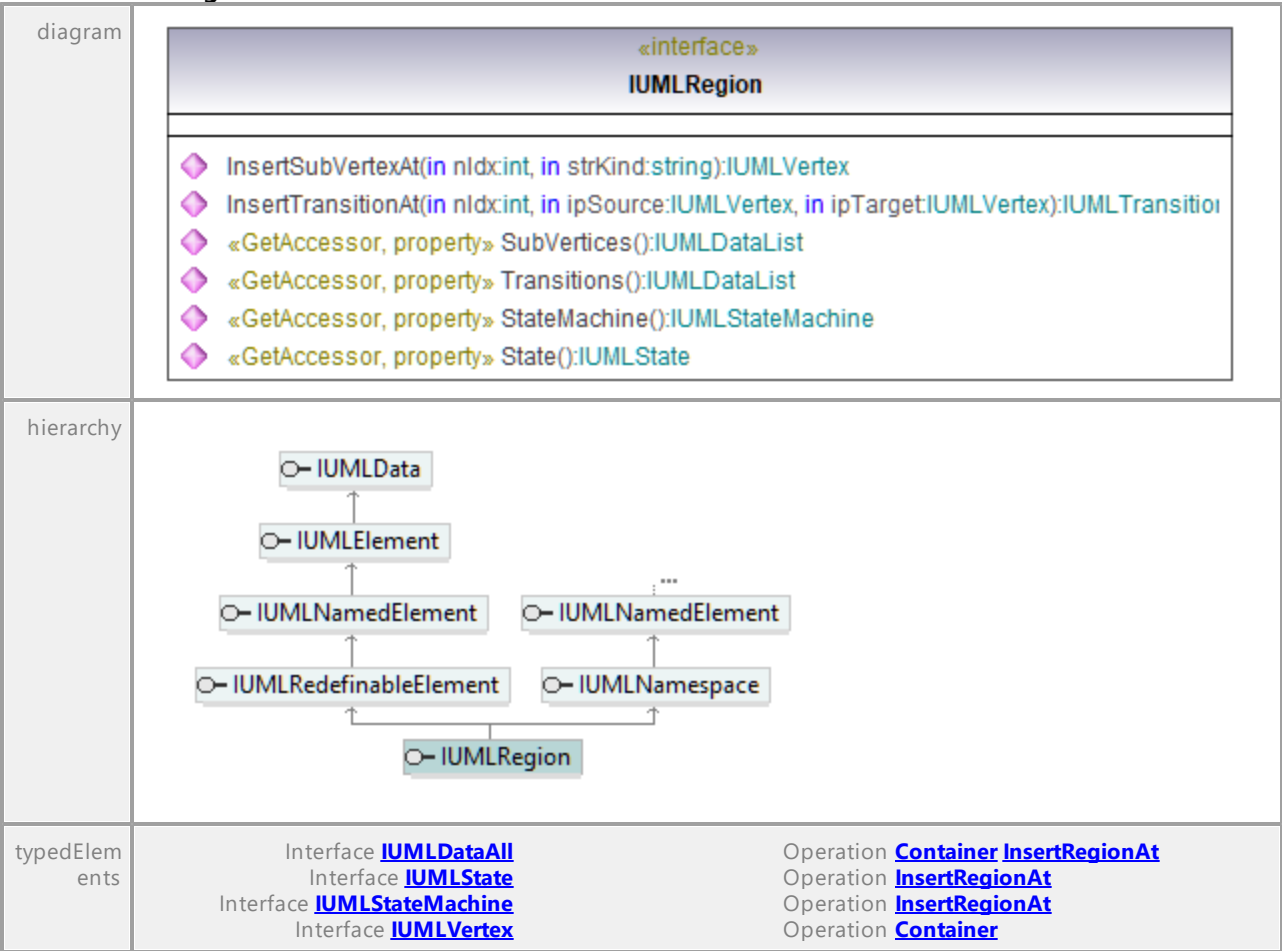 diagram
«interface»
IUMLRegion
InsertSubVertexAt(in nIdx:int, in strKind:string):IUMLVertex
InsertTransitionAt(in nIdx:int, in ipSource:IUMLVertex, in ipTarget:IUMLVertex):IUMLTransition
«GetAccessor, property» SubVertices():IUMLDataList
«GetAccessor, property» Transitions():IUMLDataList
«GetAccessor, property» StateMachine():IUMLStateMachine
«GetAccessor, property» State():IUMLState
hierarchy
IUMLData
IUMLElement
...
IUMLNamedElement IUMLNamedElement
IUMLRedefinableElement IUMLNamespace
IUMLRegion
typedElem
ents
Interface IUMLDataAll Operation Container InsertRegionAt
Interface IUMLState Operation InsertRegionAt
Interface IUMLStateMachine Operation InsertRegionAt
Interface IUMLVertex Operation Container